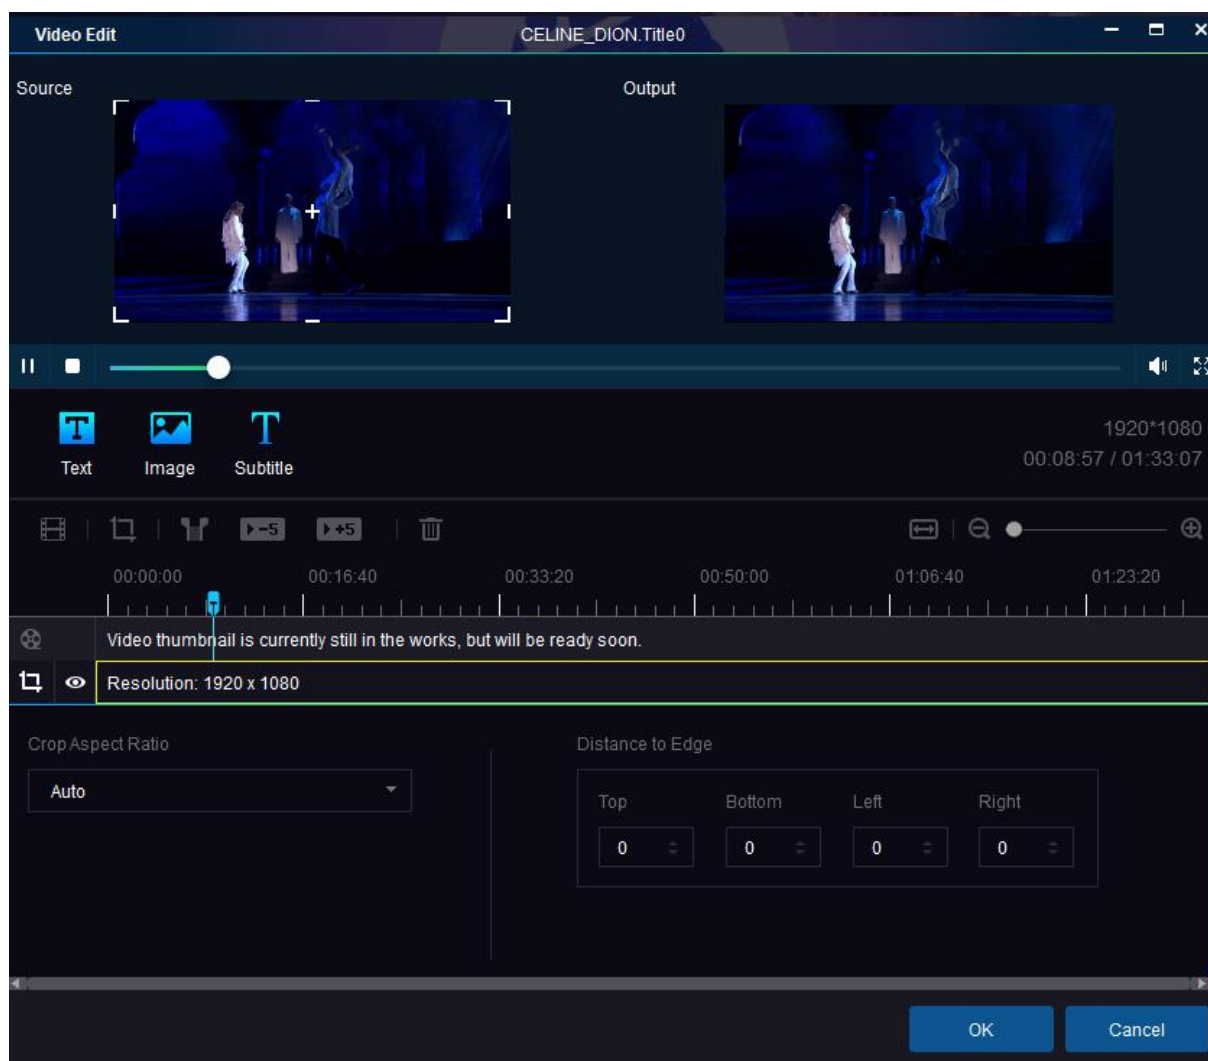 Video Edit
CELINE_DION.Title0
Source
Output
Text
Image
Subtitle
1920*1080
00:08:57 / 01:33:07
-5
+5
00:00:00
00:16:40
00:33:20
00:50:00
01:06:40
01:23:20
Video thumbnail is currently still in the works, but will be ready soon.
Resolution: 1920 x 1080
Crop Aspect Ratio
Distance to Edge
Auto
Top
Bottom
Left
Right
0
0
0
0
OK
Cancel